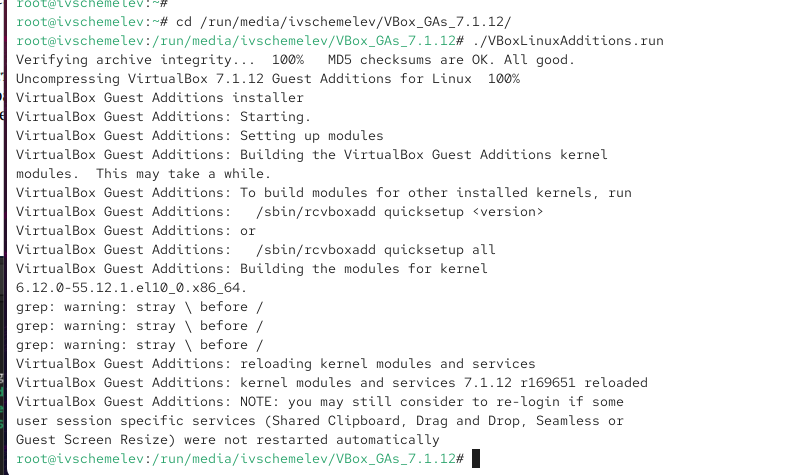 root@ivschemelev:~#
root@ivschemelev:~# cd /run/media/ivschemelev/VBox_GAs_7.1.12/
root@ivschemelev:/run/media/ivschemelev/VBox_GAs_7.1.12# ./VBoxLinuxAdditions.run
Verifying archive integrity...  100%   MD5 checksums are OK. All good.
Uncompressing VirtualBox 7.1.12 Guest Additions for Linux  100%
VirtualBox Guest Additions installer
VirtualBox Guest Additions: Starting.
VirtualBox Guest Additions: Setting up modules
VirtualBox Guest Additions: Building the VirtualBox Guest Additions kernel
modules.  This may take a while.
VirtualBox Guest Additions: To build modules for other installed kernels, run
VirtualBox Guest Additions:   /sbin/rcvboxadd quicksetup <version>
VirtualBox Guest Additions: or
VirtualBox Guest Additions:   /sbin/rcvboxadd quicksetup all
VirtualBox Guest Additions: Building the modules for kernel
6.12.0-55.12.1.el10_0.x86_64.
grep: warning: stray \ before /
grep: warning: stray \ before /
grep: warning: stray \ before /
VirtualBox Guest Additions: reloading kernel modules and services
VirtualBox Guest Additions: kernel modules and services 7.1.12 r169651 reloaded
VirtualBox Guest Additions: NOTE: you may still consider to re-login if some
user session specific services (Shared Clipboard, Drag and Drop, Seamless or
Guest Screen Resize) were not restarted automatically
root@ivschemelev:/run/media/ivschemelev/VBox_GAs_7.1.12#